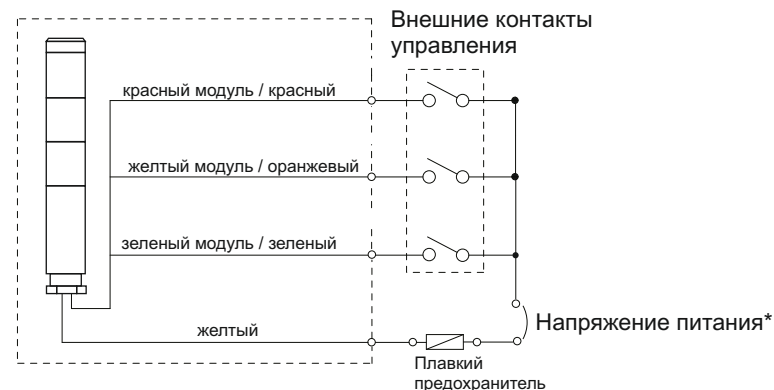 Внешние контакты
управления
красный модуль / красный
желтый модуль / оранжевый
зеленый модуль / зеленый
желтый
Напряжение питания*
Плавкий
предохранитель